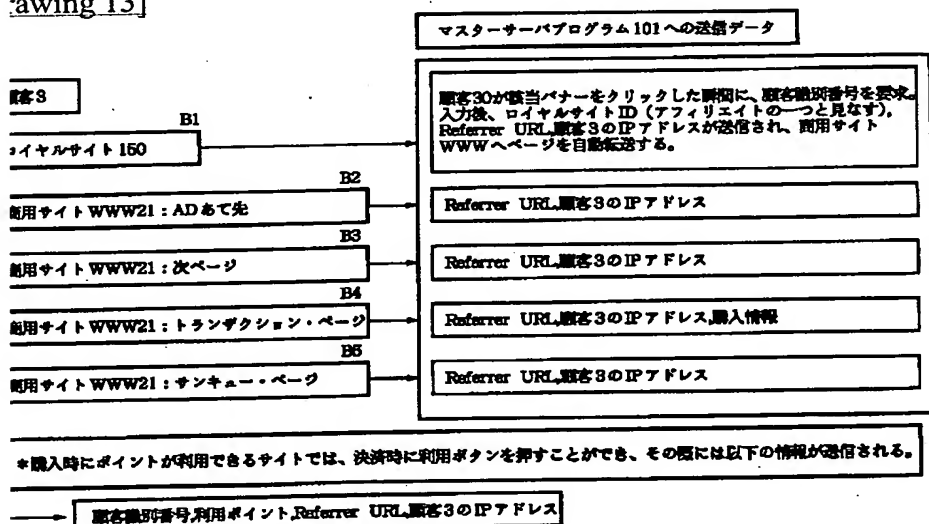 rawing 13]
マスターサーバプログラム101への送信データ
顧客3
顧客30が該当バナーをクリックした瞬間に、顧客識別番号を要求。
入力後、ロイヤルサイトID（アフィリエイトの一つと見なす）,
Referrer URL,顧客3のIPアドレスが送信され、商用サイト
WWWへページを自動転送する。
B1
ロイヤルサイト150
B2
商用サイトWWW21：ADあて先
Referrer URL,顧客3のIPアドレス
B3
商用サイトWWW21：次ページ
Referrer URL,顧客3のIPアドレス
B4
商用サイトWWW21：トランザクション・ページ
Referrer URL,顧客3のIPアドレス,購入情報
B5
商用サイトWWW21：サンキュー・ページ
Referrer URL,顧客3のIPアドレス
*購入時にポイントが利用できるサイトでは、決済時に利用ボタンを押すことができ、その際には以下の情報が送信される。
顧客識別番号,利用ポイント,Referrer URL,顧客3のIPアドレス